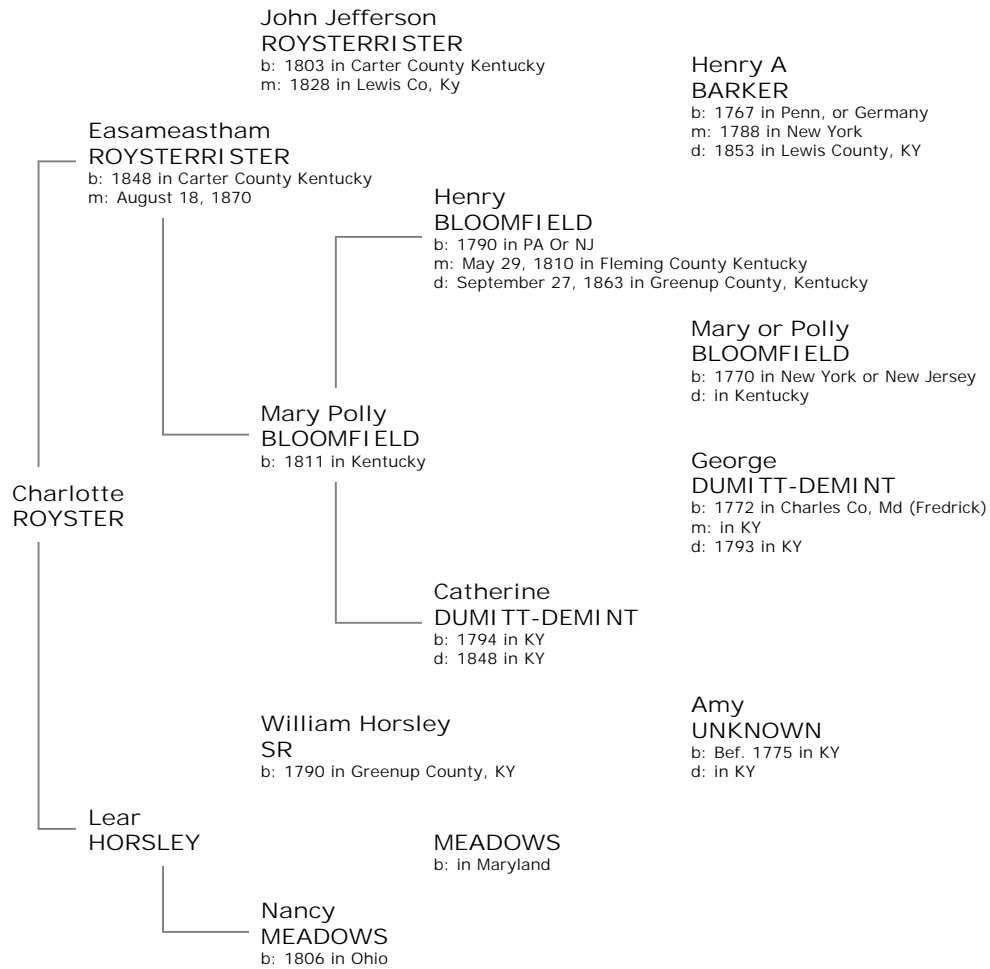 John Jefferson
ROYSTERRISTER
b: 1803 in Carter County Kentucky
m: 1828 in Lewis Co, Ky
Henry A
BARKER
b: 1767 in Penn, or Germany
m: 1788 in New York
d: 1853 in Lewis County, KY
Easameastham
ROYSTERRISTER
b: 1848 in Carter County Kentucky
m: August 18, 1870
Henry
BLOOMFIELD
b: 1790 in PA Or NJ
m: May 29, 1810 in Fleming County Kentucky
d: September 27, 1863 in Greenup County, Kentucky
Mary or Polly
BLOOMFIELD
b: 1770 in New York or New Jersey
d: in Kentucky
Mary Polly
BLOOMFIELD
b: 1811 in Kentucky
George
DUMITT-DEMINT
b: 1772 in Charles Co, Md (Fredrick)
m: in KY
d: 1793 in KY
Charlotte
ROYSTER
Catherine
DUMITT-DEMINT
b: 1794 in KY
d: 1848 in KY
Amy
UNKNOWN
b: Bef. 1775 in KY
d: in KY
William Horsley
SR
b: 1790 in Greenup County, KY
Lear
HORSLEY
MEADOWS
b: in Maryland
Nancy
MEADOWS
b: 1806 in Ohio